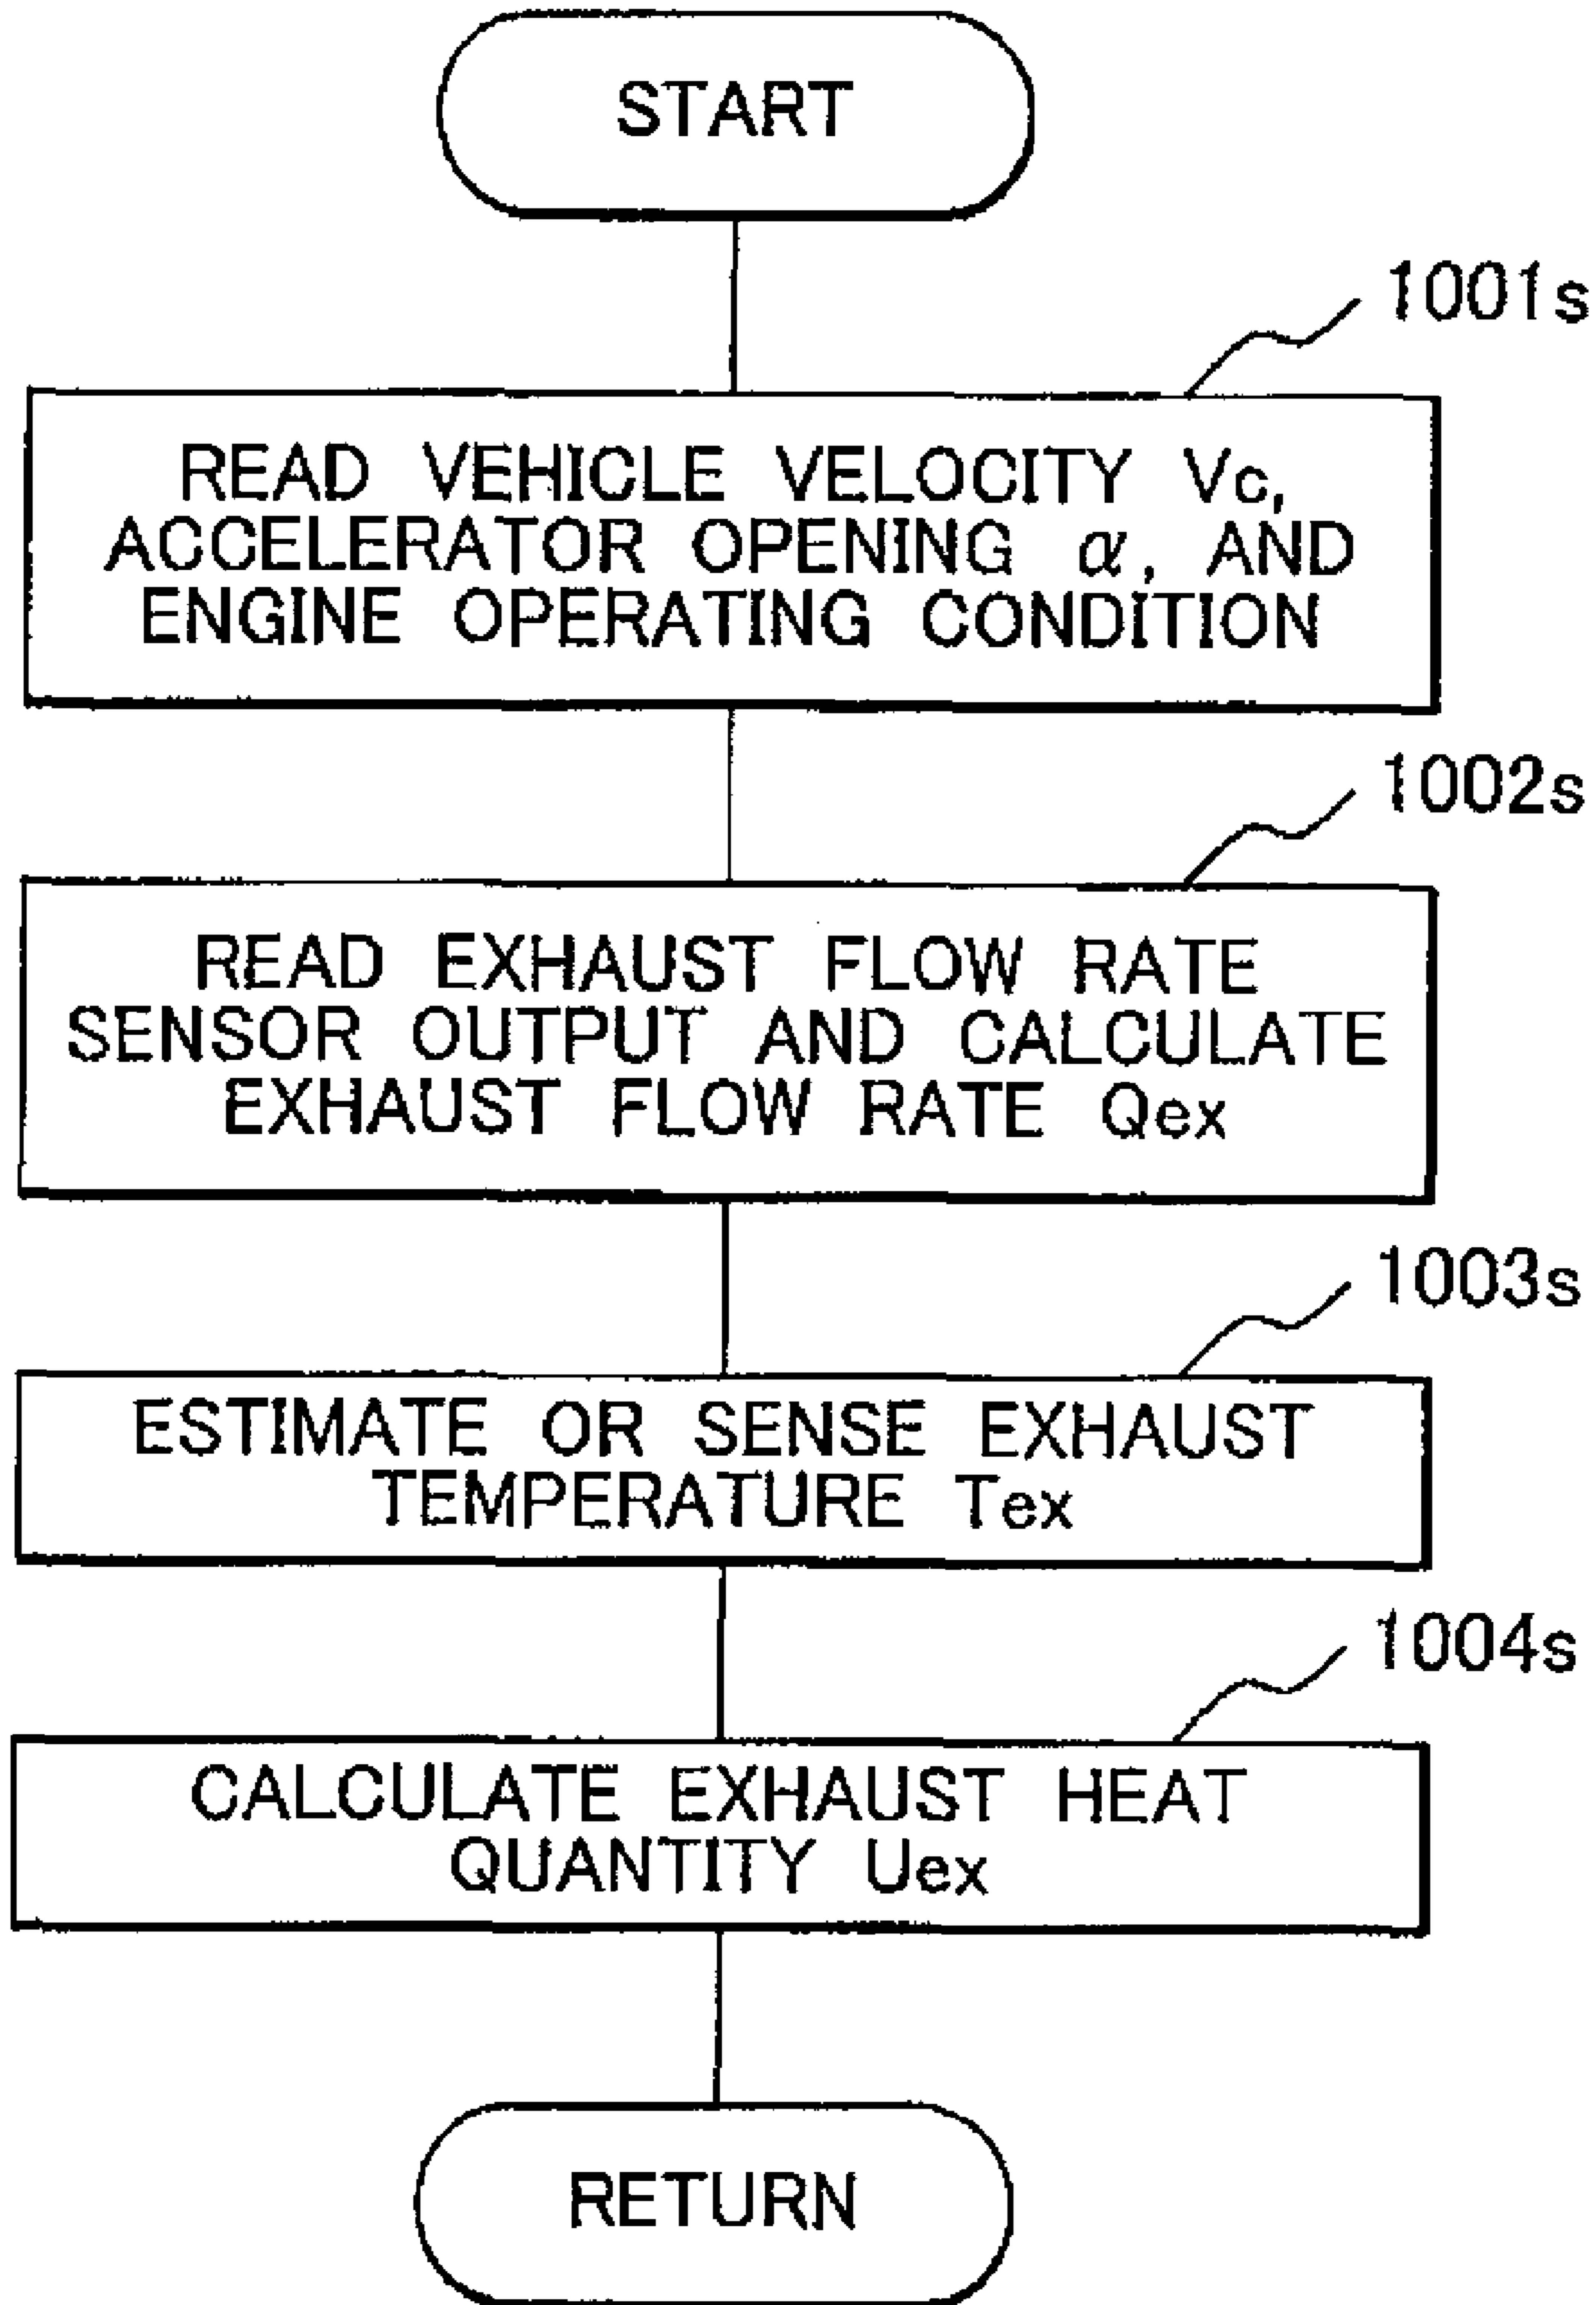 START
1001s
READ VEHICLE VELOCITY Vc,
ACCELERATOR OPENING α, AND
ENGINE OPERATING CONDITION
1002s
READ EXHAUST FLOW RATE
SENSOR OUTPUT AND CALCULATE
EXHAUST FLOW RATE Qex
1003s
ESTIMATE OR SENSE EXHAUST
TEMPERATURE Tex
1004s
CALCULATE EXHAUST HEAT
QUANTITY Uex
RETURN